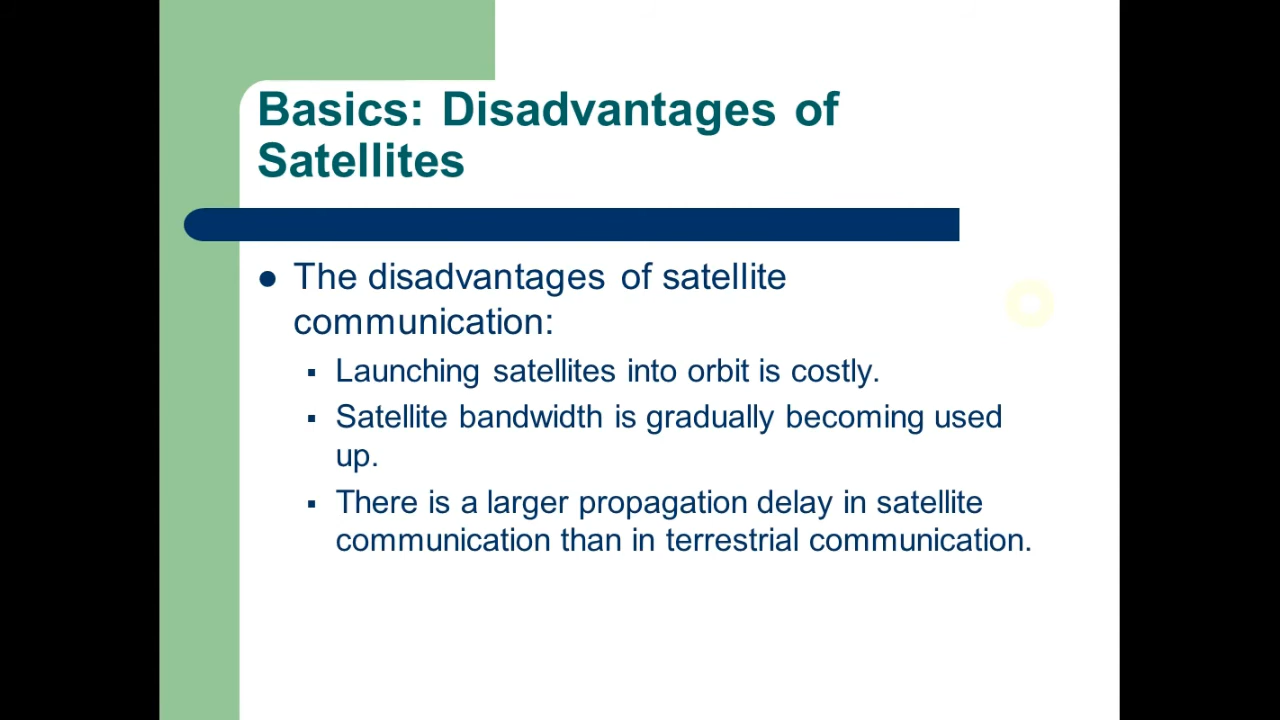 Basics: Disadvantages of
Satellites
● The disadvantages of satellite
communication:
▪ Launching satellites into orbit is costly.
▪ Satellite bandwidth is gradually becoming used
up.
▪ There is a larger propagation delay in satellite
communication than in terrestrial communication.